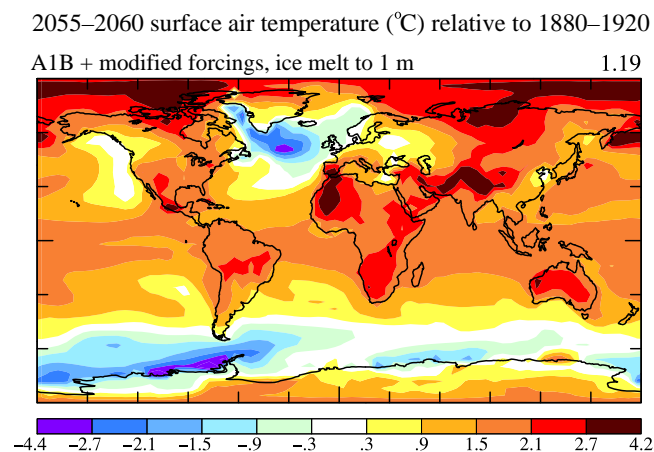 2055–2060 surface air temperature (°C) relative to 1880–1920
A1B + modified forcings, ice melt to 1 m 1.19
−4.4 −2.7 −2.1 −1.5 −.9 −.3 .3 .9 1.5 2.1 2.7 4.2